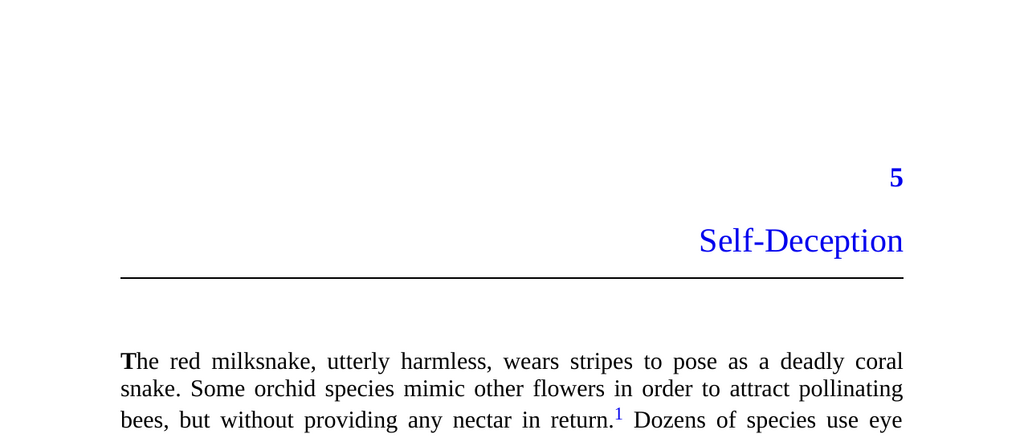 5
Self-Deception
The red milksnake, utterly harmless, wears stripes to pose as a deadly coral
snake. Some orchid species mimic other flowers in order to attract pollinating
bees, but without providing any nectar in return.1 Dozens of species use eye